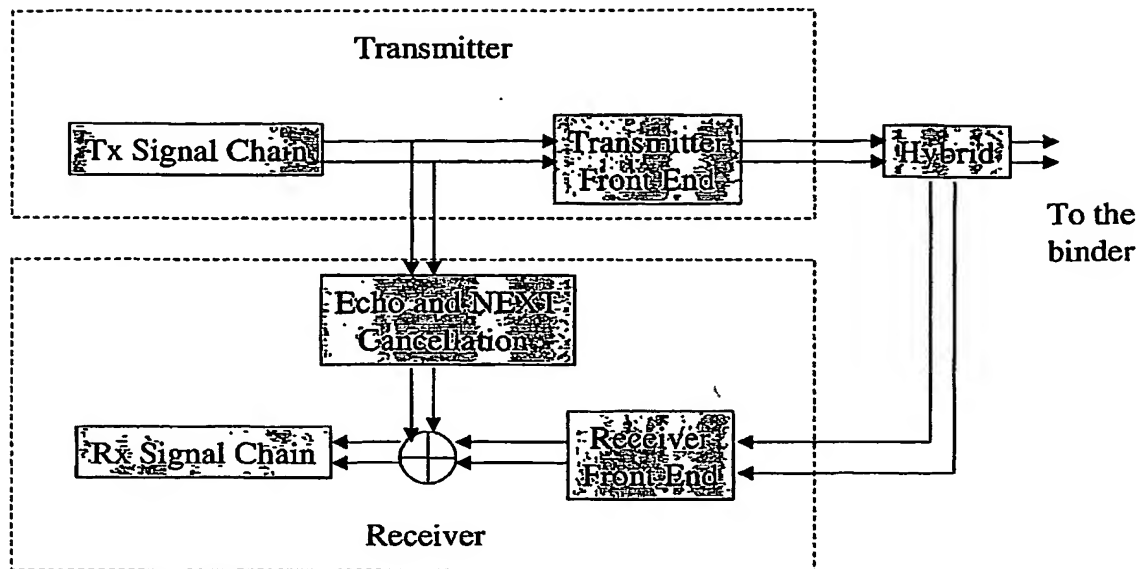 Transmitter
Tx Signal Chain
Transmitter
Front End
Hybrid
To the
binder
Echo and NEXT
Cancellation
Rx Signal Chain
Receiver
Front End
Receiver